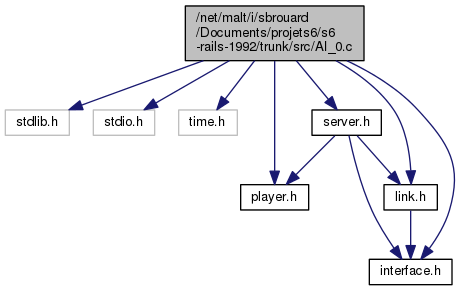 /net/malt/i/sbrouard
/Documents/projets6/s6
-rails-1992/trunk/src/AI_0.c
stdlib.h
stdio.h
time.h
server.h
player.h
link.h
interface.h